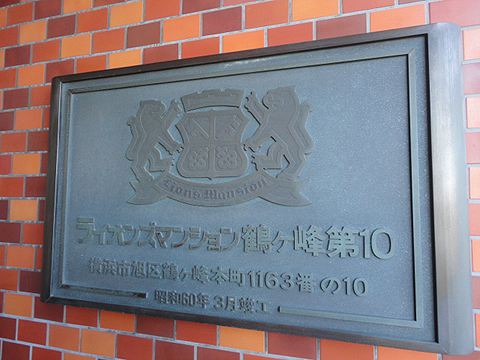 Lions Mansion
ライオンズマンション鶴ヶ峰第10
横浜市旭区鶴ヶ峰本町1163番の10
昭和60年3月竣工